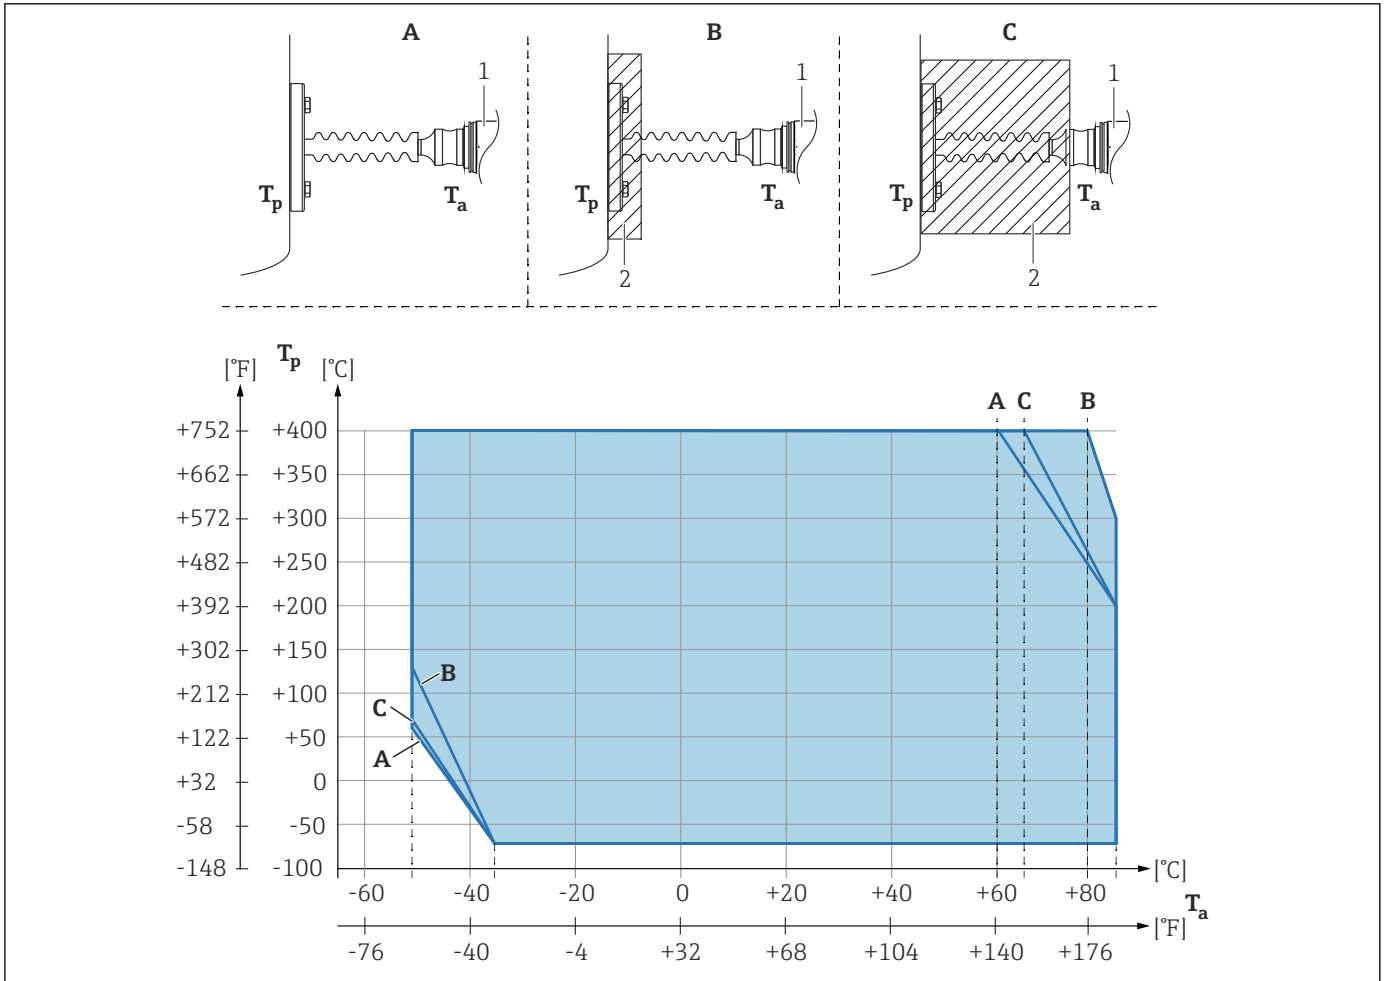 A B C
1 1 1
Tp Ta Tp Ta Tp Ta
2 2
Tp
[°F] [°C]
A C B
+752 +400
+662 +350
+572 +300
+482 +250
+392 +200
+302 +150
B
+212 +100
C
+122 +50
A
+32 0
-58 -50
-148 -100
[°C]
-60 -40 -20 0 +20 +40 +60 +80
Ta
[°F]
-76 -40 -4 +32 +68 +104 +140 +176